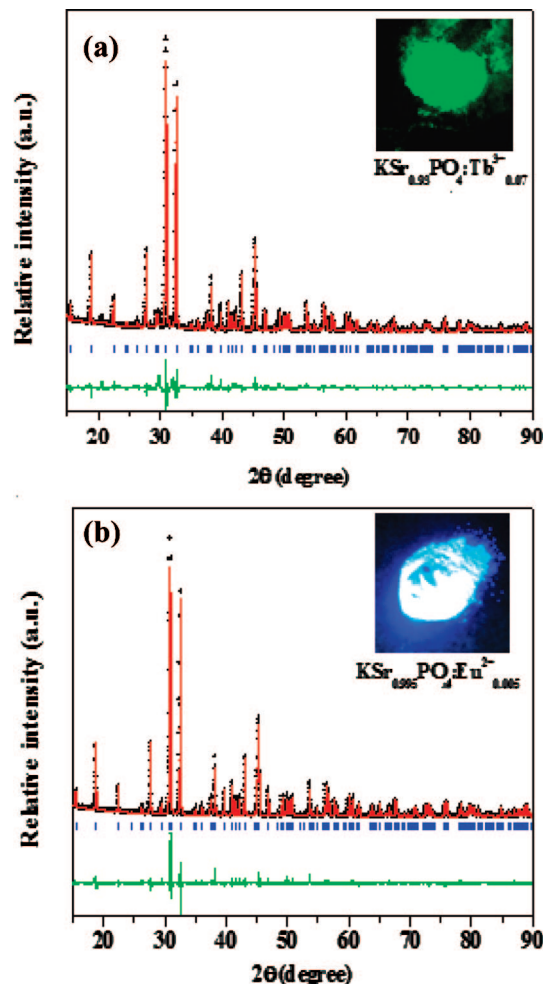 (a)
Relative intensity (a.u.)
KSr0.93PO4:Tb3+0.07
20 30 40 50 60 70 80 90
2θ (degree)
(b)
Relative intensity (a.u.)
KSr0.995PO4:Eu2+0.005
20 30 40 50 60 70 80 90
2θ (degree)